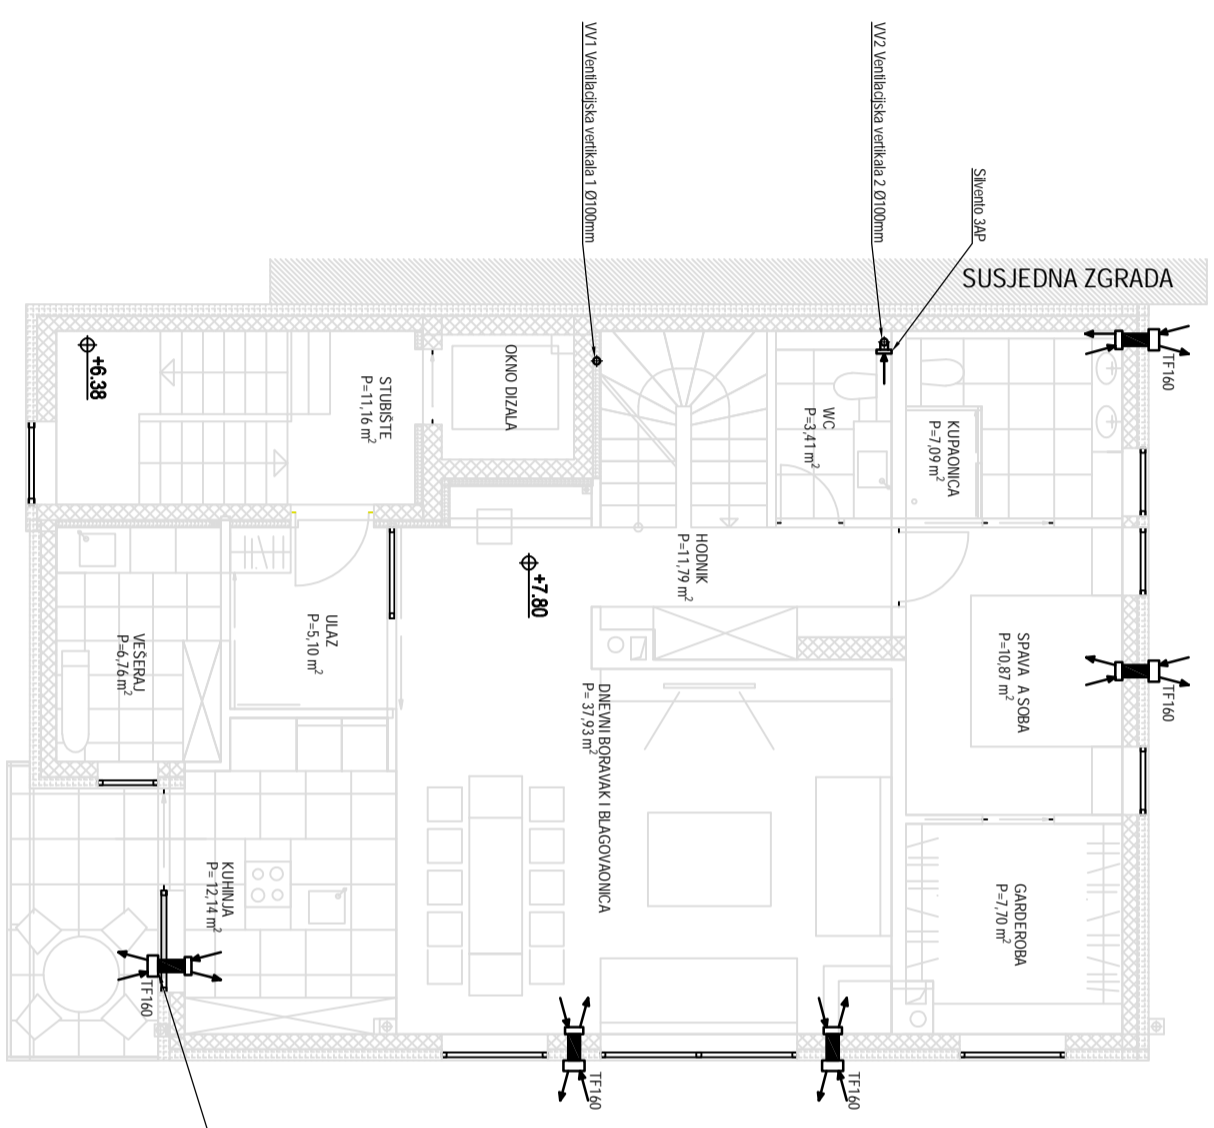 VV1 Ventilacijska vertikala 1 Ø100mm
VV2 Ventilacijska vertikala 2 Ø100mm
Silvento 3AP
SUSJEDNA ZGRADA
TF160
+6.38
STUBIŠTE
P=11,16 m²
OKNO DIZALA
WC
P=3,41 m²
KUPAONICA
P=7,09 m²
HODNIK
P=11,79 m²
+7.80
ULAZ
P=5,10 m²
VEŠERAJ
P=6,76 m²
SPAVA A SOBA
P=10,87 m²
TF160
DNEVNI BORAVAK I BLAGOVAONICA
P= 37,93 m²
KUHINJA
P= 12,14 m²
GARDEROBA
P=7,70 m²
TF160
TF160
TF160